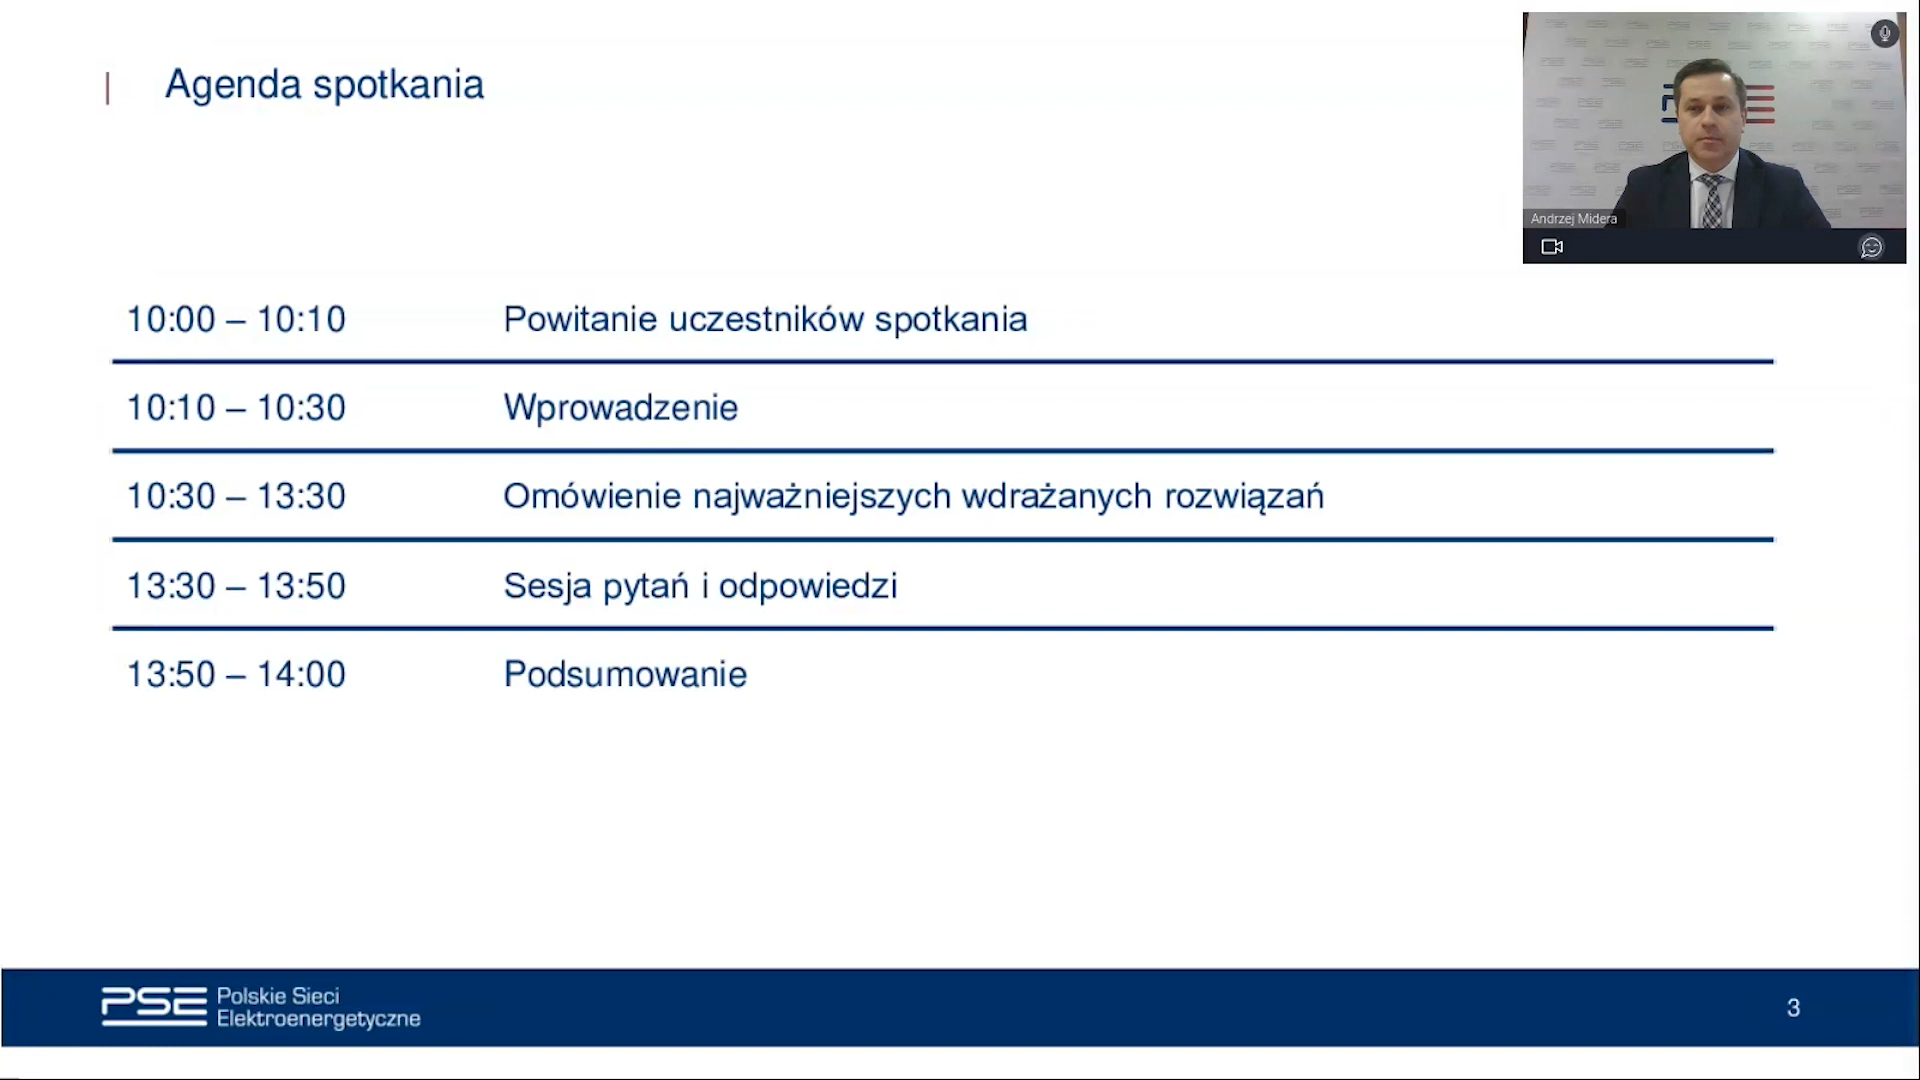 Agenda spotkania
PSE
Andrzej Midera
10:00 – 10:10 Powitanie uczestników spotkania
10:10 – 10:30 Wprowadzenie
10:30 – 13:30 Omówienie najważniejszych wdrażanych rozwiązań
13:30 – 13:50 Sesja pytań i odpowiedzi
13:50 – 14:00 Podsumowanie
PSE Polskie Sieci
Elektroenergetyczne
3